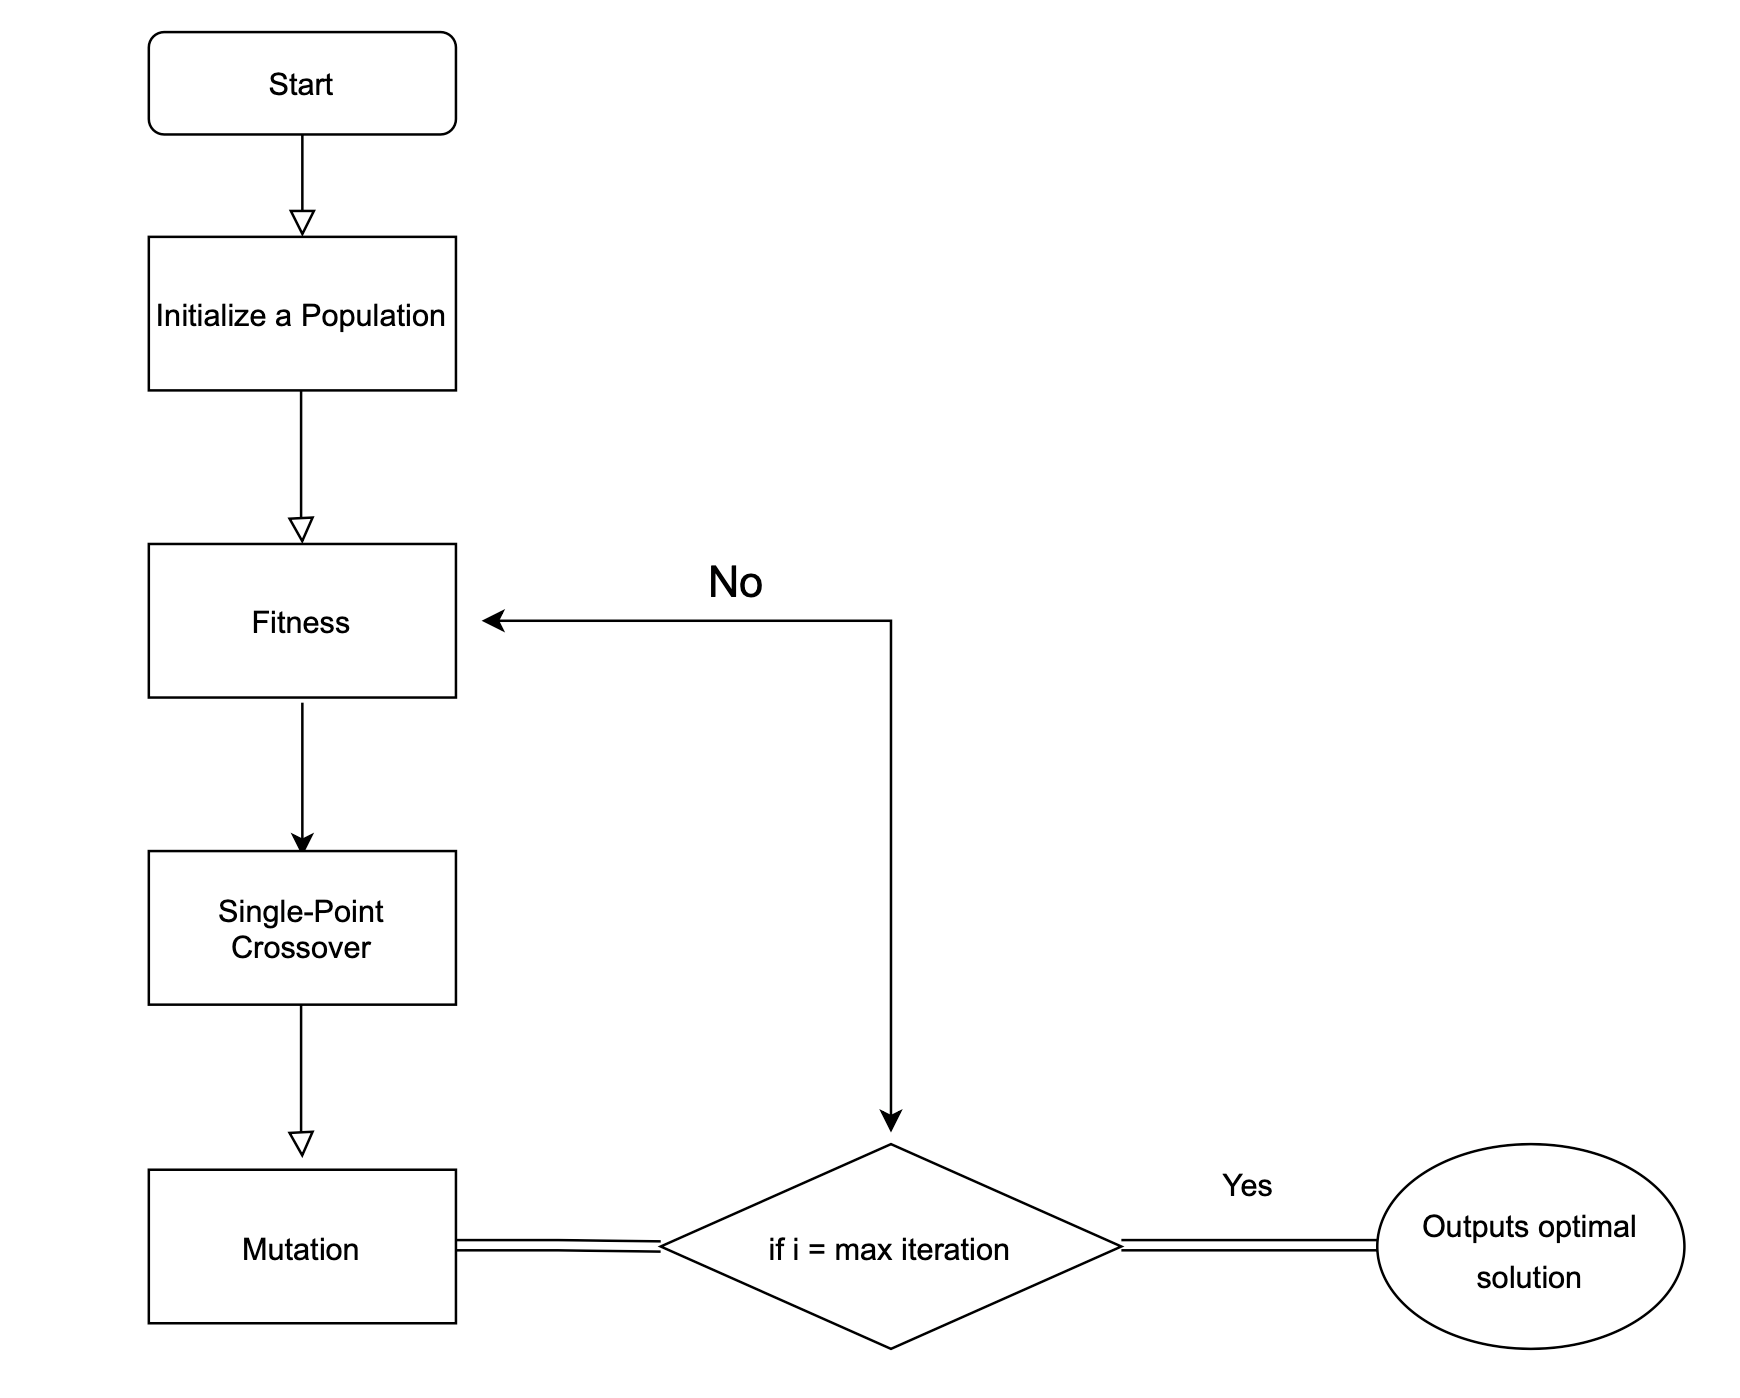 Start
Initialize a Population
Fitness
No
Single-Point
Crossover
Mutation
if i = max iteration
Yes
Outputs optimal
solution